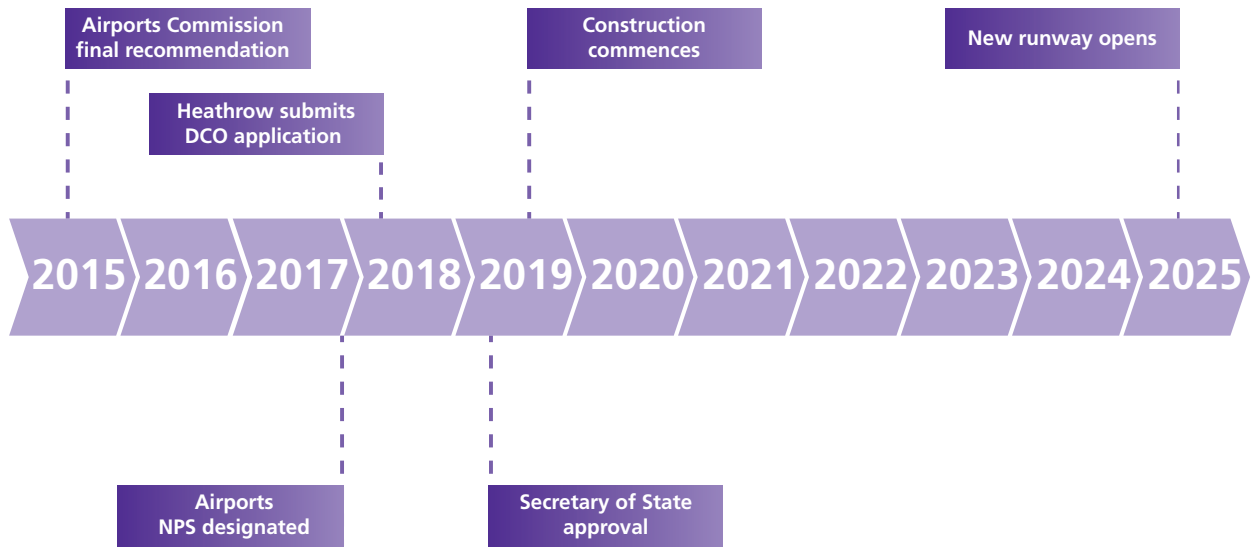 Airports Commission
final recommendation
Construction
commences
New runway opens
Heathrow submits
DCO application
2015 2016 2017 2018 2019 2020 2021 2022 2023 2024 2025
Airports
NPS designated
Secretary of State
approval